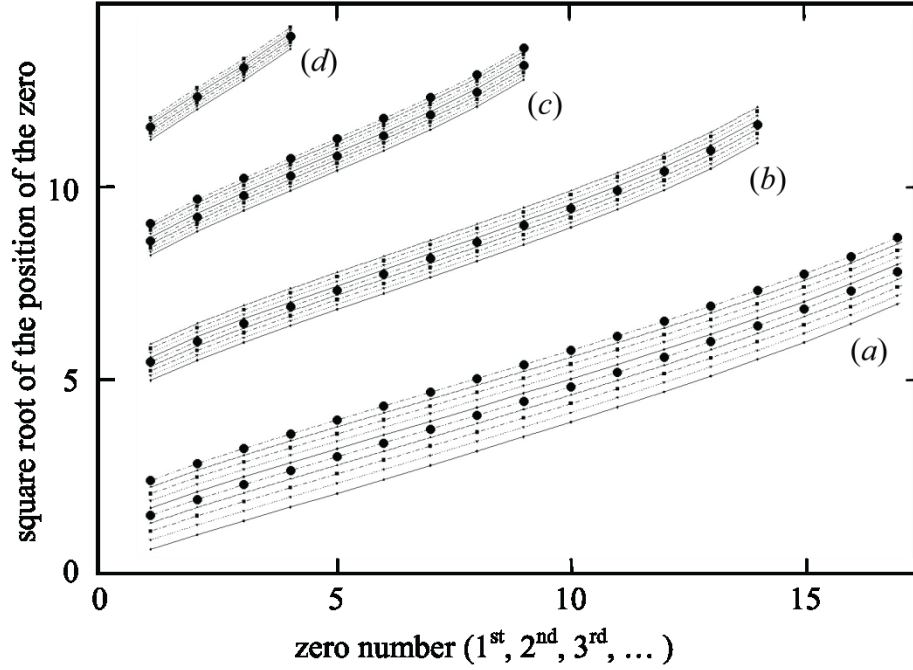 square root of the position of the zero
10
5
0
(d)
(c)
(b)
(a)
0
5
10
15
zero number (1st, 2nd, 3rd, … )